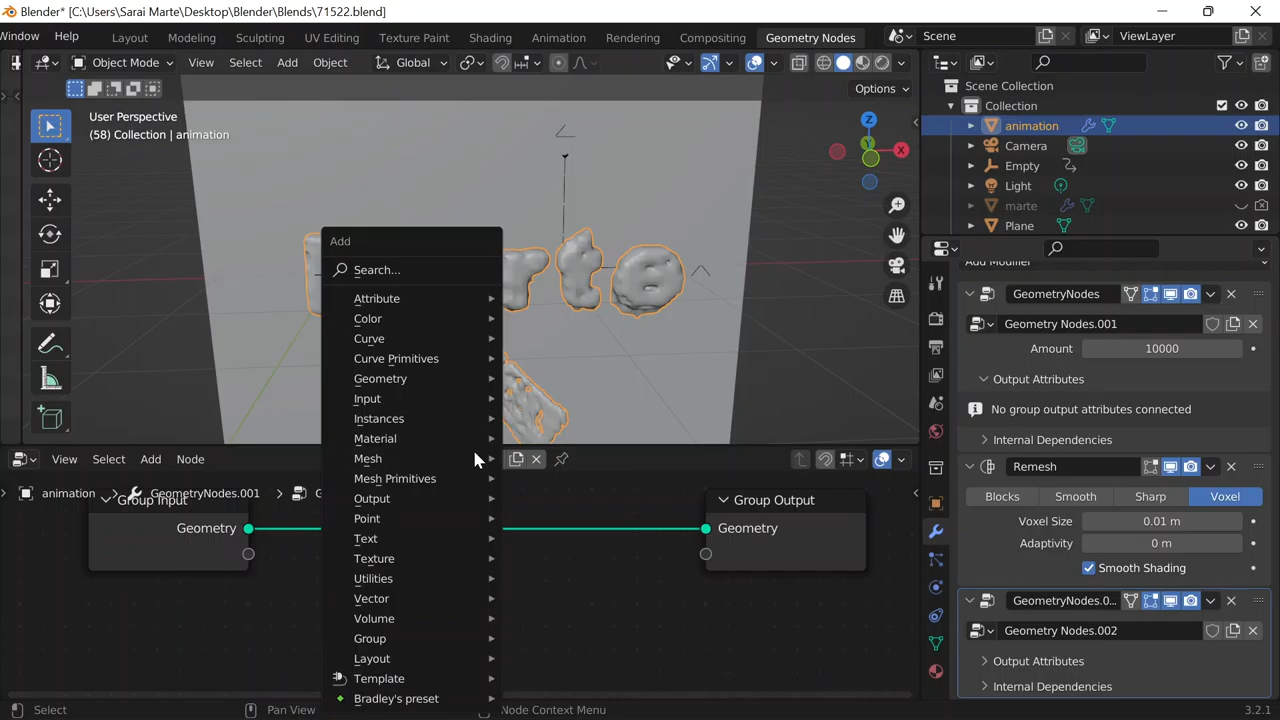 Blender* [C:\Users\Sarai Marte\Desktop\Blender\Blends\71522.blend]
Window Help Layout Modeling Sculpting UV Editing Texture Paint Shading Animation Rendering Compositing Geometry Nodes Scene ViewLayer
Object Mode View Select Add Object Global
Options
User Perspective
(58) Collection | animation
Z
Y
X
Scene Collection
Collection
animation
Camera
Empty
Light
marte
Plane
Add
Search...
Attribute
Color
Curve
Curve Primitives
Geometry
Input
Instances
Material
Mesh
Mesh Primitives
Output
Point
Text
Texture
Utilities
Vector
Volume
Group
Layout
Template
Bradley's preset
Add Modifier
GeometryNodes
Geometry Nodes.001
Amount 10000
Output Attributes
No group output attributes connected
Internal Dependencies
Remesh
Blocks Smooth Sharp Voxel
Voxel Size 0.01 m
Adaptivity 0 m
Smooth Shading
GeometryNodes.0...
Geometry Nodes.002
Output Attributes
Internal Dependencies
View Select Add Node
animation GeometryNodes.001 G
Group Input
Geometry
Group Output
Geometry
Select Pan View Node Context Menu 3.2.1